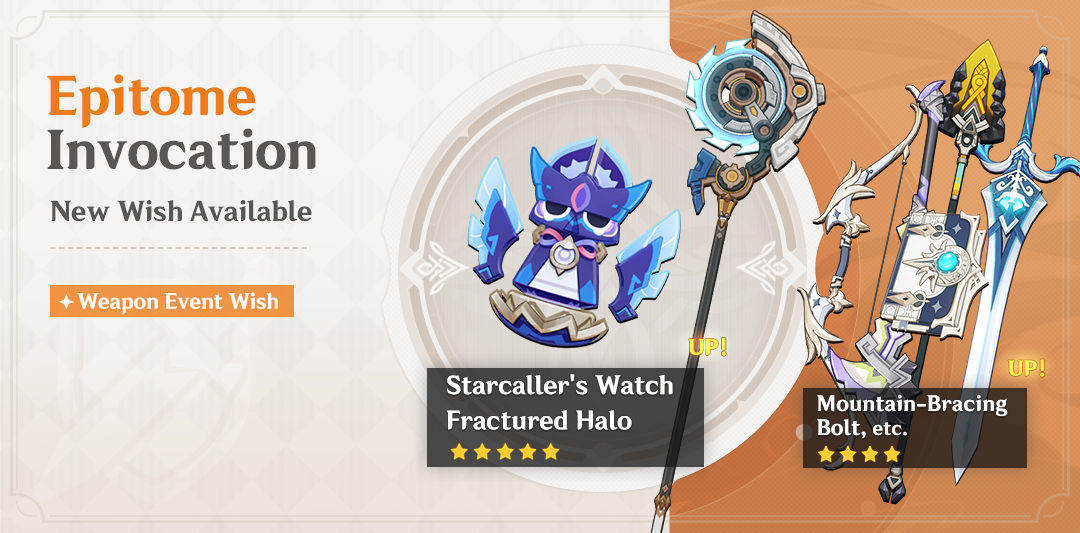 Epitome
Invocation
New Wish Available
Weapon Event Wish
UP!
Starcaller's Watch
Fractured Halo
UP!
Mountain-Bracing
Bolt, etc.